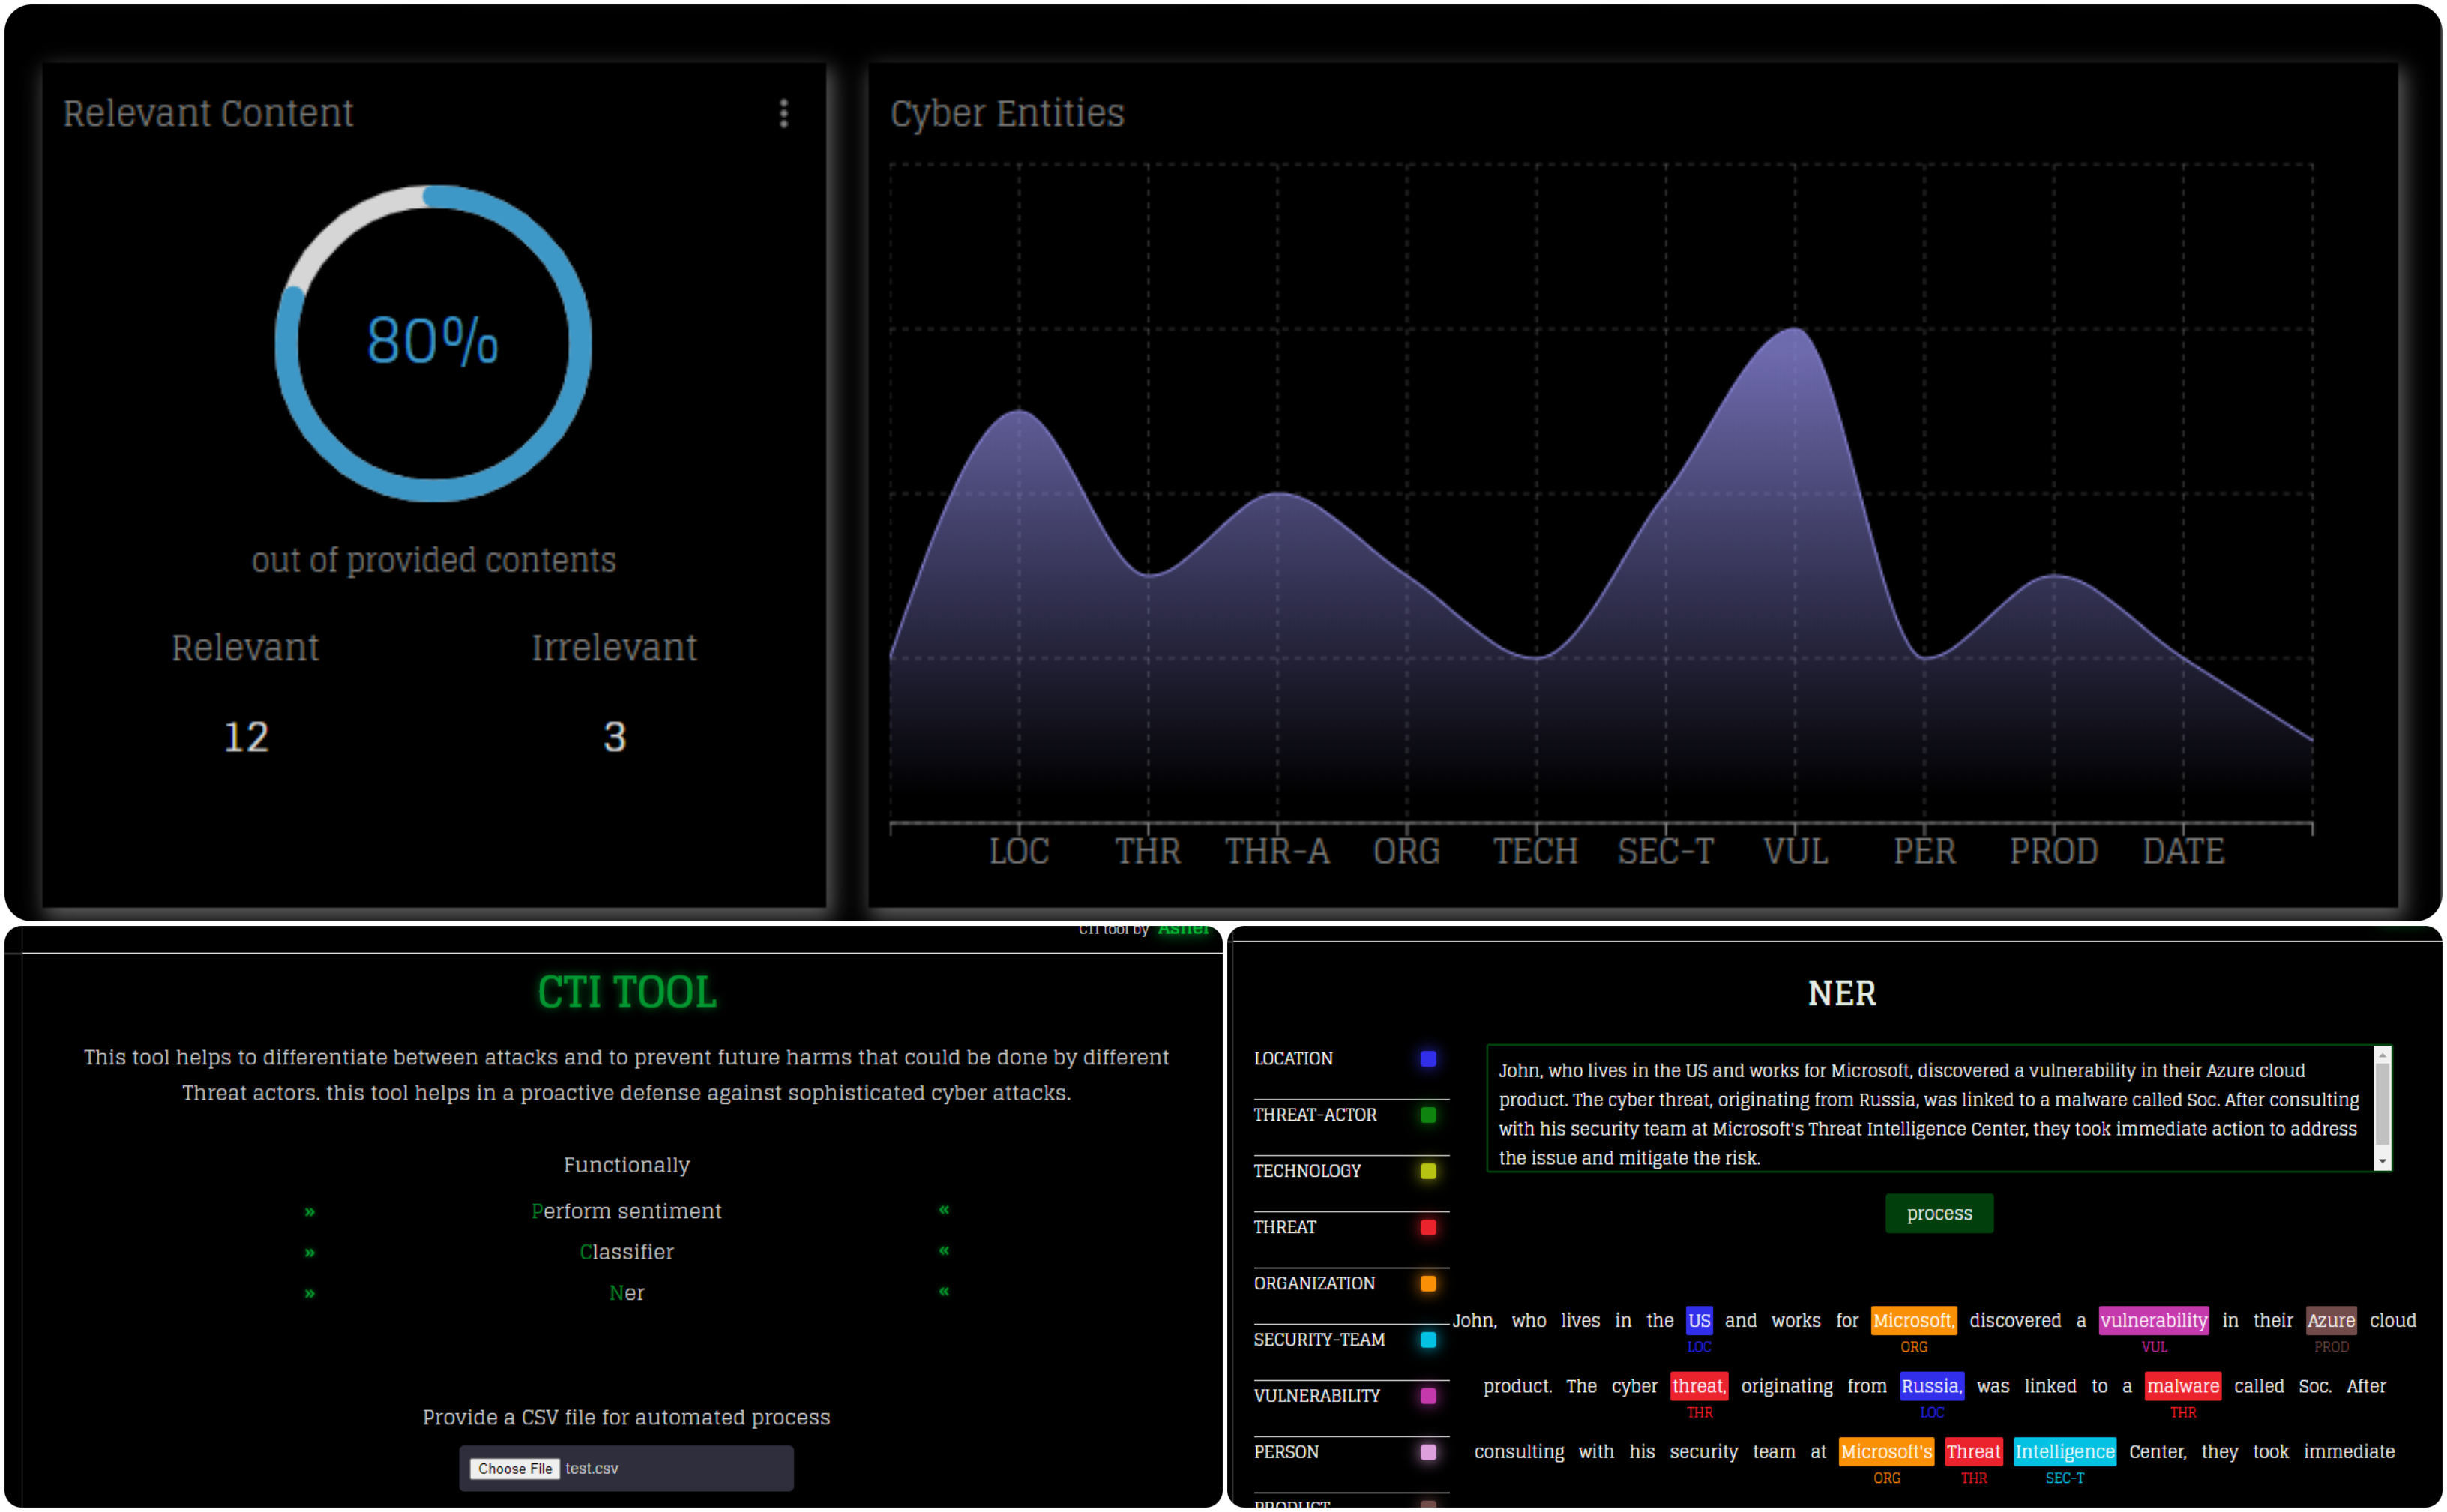 Relevant Content
80%
out of provided contents
Relevant Irrelevant
12 3
Cyber Entities
LOC THR THR-A ORG TECH SEC-T VUL PER PROD DATE
CTI tool by Asher
CTI TOOL
This tool helps to differentiate between attacks and to prevent future harms that could be done by different
Threat actors. this tool helps in a proactive defense against sophisticated cyber attacks.
Functionally
» Perform sentiment «
» Classifier «
» Ner «
Provide a CSV file for automated process
Choose File test.csv
NER
LOCATION
THREAT-ACTOR
TECHNOLOGY
THREAT
ORGANIZATION
SECURITY-TEAM
VULNERABILITY
PERSON
PRODUCT
John, who lives in the US and works for Microsoft, discovered a vulnerability in their Azure cloud
product. The cyber threat, originating from Russia, was linked to a malware called Soc. After consulting
with his security team at Microsoft's Threat Intelligence Center, they took immediate action to address
the issue and mitigate the risk.
process
John, who lives in the US and works for Microsoft, discovered a vulnerability in their Azure cloud
LOC ORG VUL PROD
product. The cyber threat, originating from Russia, was linked to a malware called Soc. After
THR LOC THR
consulting with his security team at Microsoft's Threat Intelligence Center, they took immediate
ORG THR SEC-T